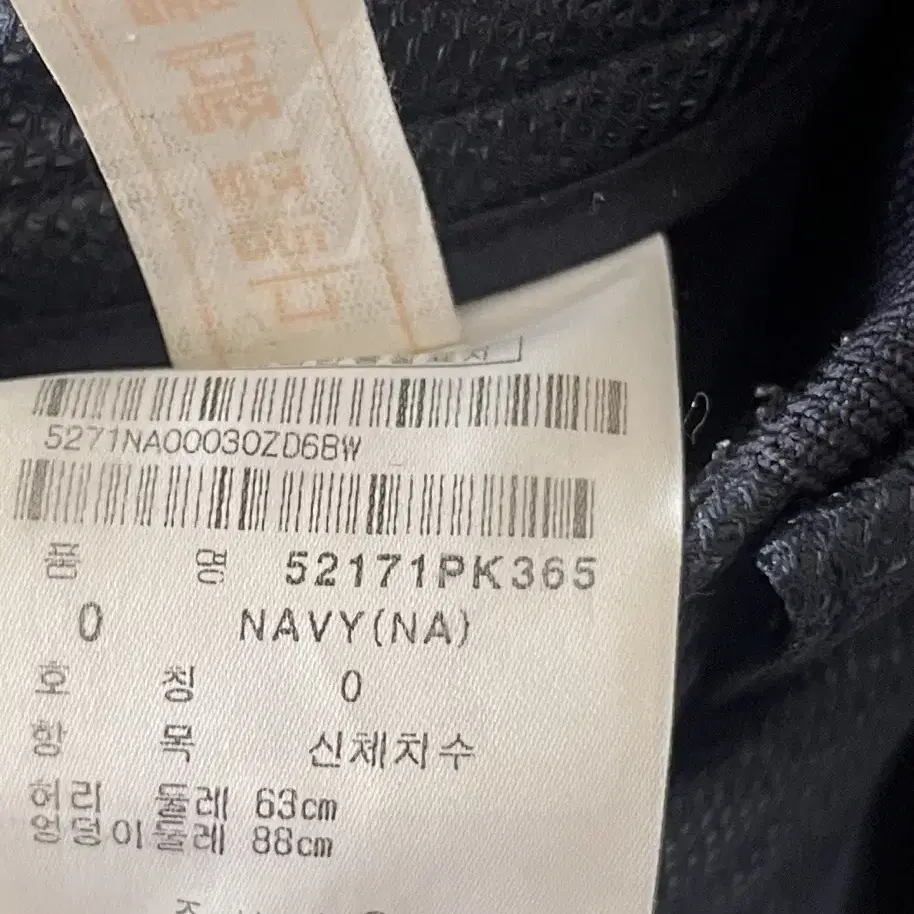 5271NA00030ZD6BW
품 명 52171PK365
0 NAVY(NA)
호 칭 0
항 목 신체치수
허리 둘레 63cm
엉덩이둘레 88cm